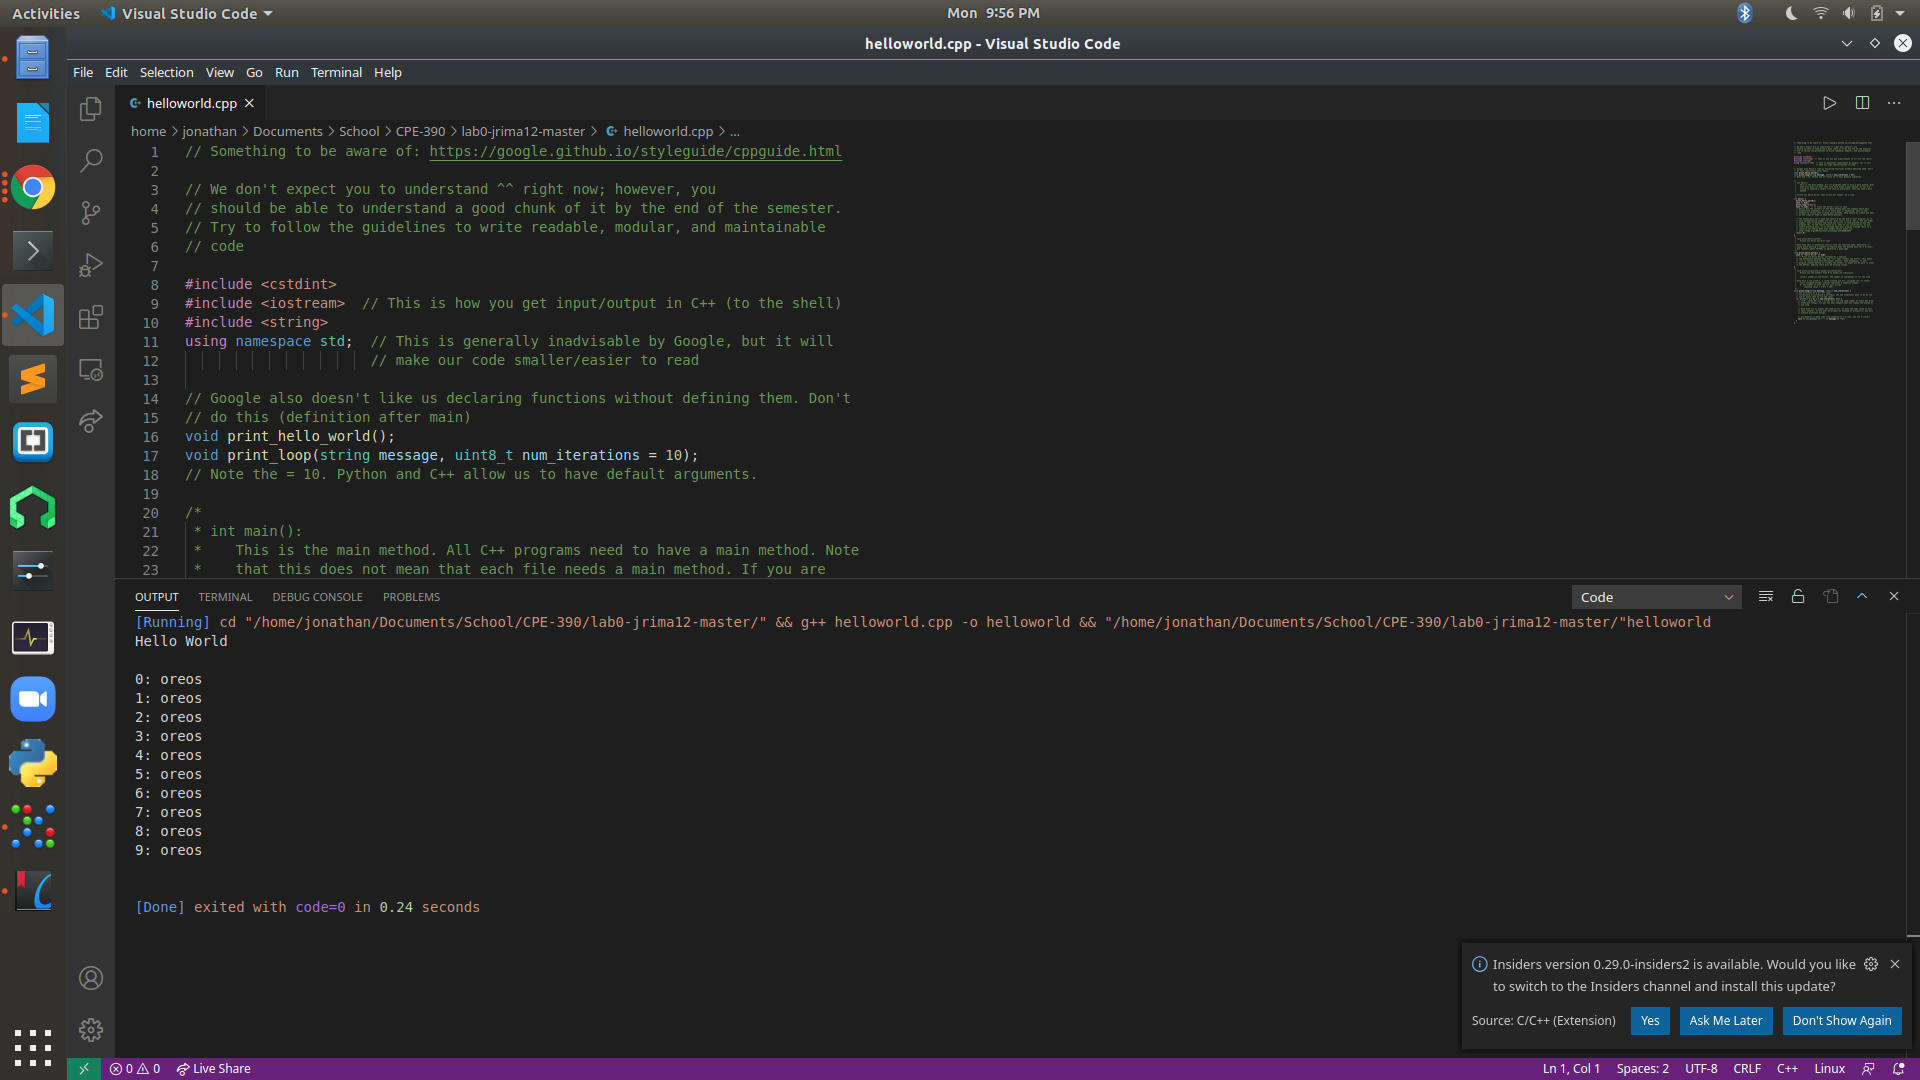 Activities Visual Studio Code Mon 9:56 PM
helloworld.cpp - Visual Studio Code
File Edit Selection View Go Run Terminal Help
helloworld.cpp
home > jonathan > Documents > School > CPE-390 > lab0-jrima12-master > helloworld.cpp > ...
1 // Something to be aware of: https://google.github.io/styleguide/cppguide.html
2
3 // We don't expect you to understand ^^ right now; however, you
4 // should be able to understand a good chunk of it by the end of the semester.
5 // Try to follow the guidelines to write readable, modular, and maintainable
6 // code
7
8 #include <cstdint>
9 #include <iostream>  // This is how you get input/output in C++ (to the shell)
10 #include <string>
11 using namespace std;  // This is generally inadvisable by Google, but it will
12                       // make our code smaller/easier to read
13
14 // Google also doesn't like us declaring functions without defining them. Don't
15 // do this (definition after main)
16 void print_hello_world();
17 void print_loop(string message, uint8_t num_iterations = 10);
18 // Note the = 10. Python and C++ allow us to have default arguments.
19
20 /*
21  * int main():
22  *    This is the main method. All C++ programs need to have a main method. Note
23  *    that this does not mean that each file needs a main method. If you are
OUTPUT TERMINAL DEBUG CONSOLE PROBLEMS Code
[Running] cd "/home/jonathan/Documents/School/CPE-390/lab0-jrima12-master/" && g++ helloworld.cpp -o helloworld && "/home/jonathan/Documents/School/CPE-390/lab0-jrima12-master/"helloworld
Hello World
0: oreos
1: oreos
2: oreos
3: oreos
4: oreos
5: oreos
6: oreos
7: oreos
8: oreos
9: oreos
[Done] exited with code=0 in 0.24 seconds
Insiders version 0.29.0-insiders2 is available. Would you like
to switch to the Insiders channel and install this update?
Source: C/C++ (Extension) Yes Ask Me Later Don't Show Again
0 0 Live Share Ln 1, Col 1 Spaces: 2 UTF-8 CRLF C++ Linux